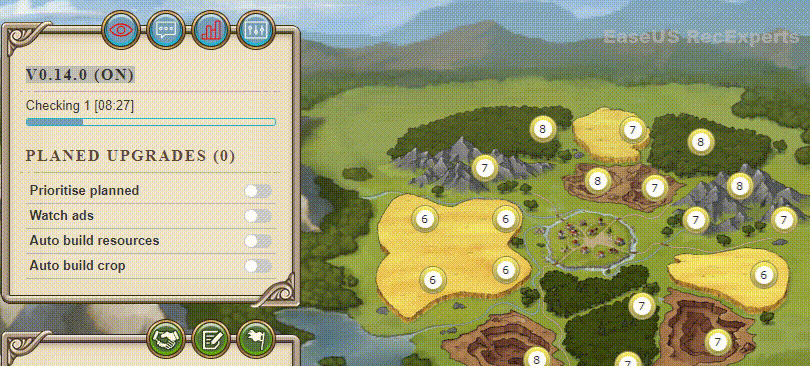 EaseUS RecExperts
V0.14.0 (ON)
Checking 1 [08:27]
PLANED UPGRADES (0)
Prioritise planned
Watch ads
Auto build resources
Auto build crop
8
7
8
7
8
7
8
7
7
6
6
6
6
6
7
7
8
7